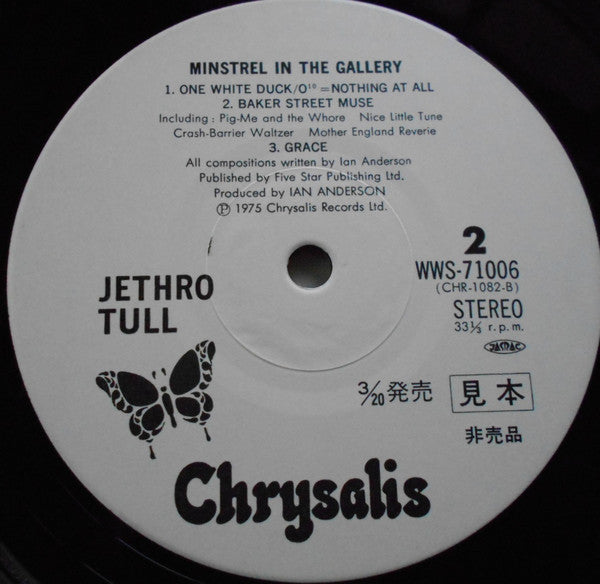 MINSTREL IN THE GALLERY
1. ONE WHITE DUCK/O¹⁰=NOTHING AT ALL
2. BAKER STREET MUSE
Including : Pig-Me and the Whore Nice Little Tune
Crash-Barrier Waltzer Mother England Reverie
3. GRACE
All compositions written by Ian Anderson
Published by Five Star Publishing Ltd.
Produced by IAN ANDERSON
Ⓟ 1975 Chrysalis Records Ltd.
2
WWS-71006
(CHR-1082-B)
STEREO
33⅓ r.p.m.
JASRAC
JETHRO
TULL
3/20発売 見本
非売品
Chrysalis